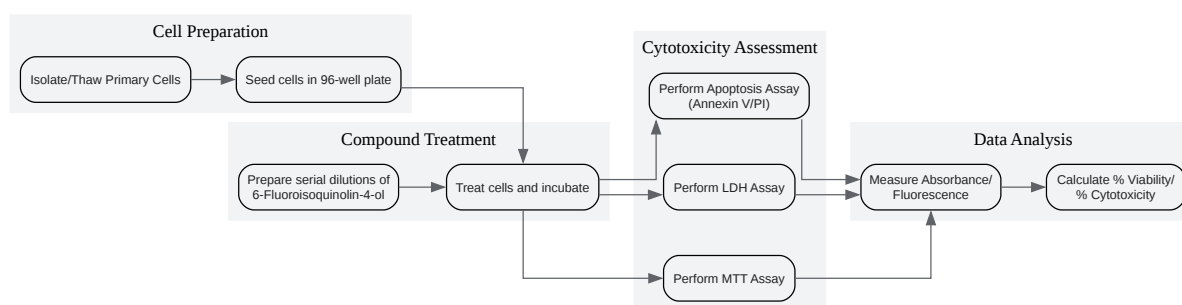 Cell Preparation
Isolate/Thaw Primary Cells
Seed cells in 96-well plate
Compound Treatment
Prepare serial dilutions of
6-Fluoroisoquinolin-4-ol
Treat cells and incubate
Cytotoxicity Assessment
Perform Apoptosis Assay
(Annexin V/PI)
Perform LDH Assay
Perform MTT Assay
Data Analysis
Measure Absorbance/
Fluorescence
Calculate % Viability/
% Cytotoxicity